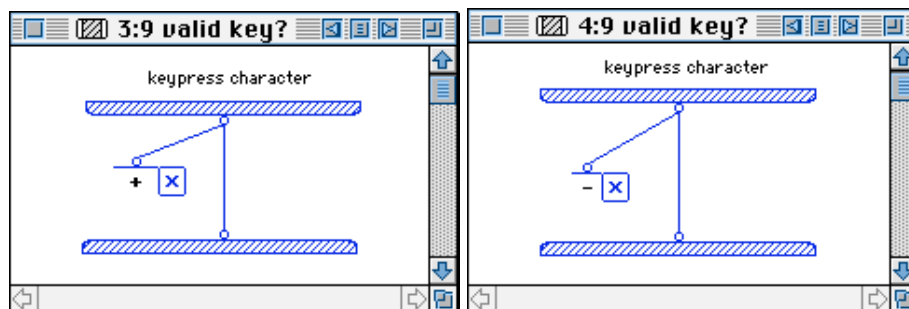 3:9 valid key?
keypress character
+ x
4:9 valid key?
keypress character
- x